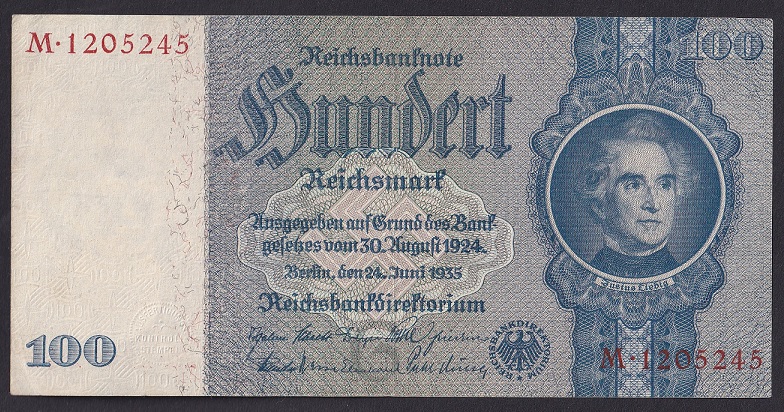 M·1205245
100
Reichsbanknote
Hundert
Reichsmark
Ausgegeben auf Grund des Bank-
gesetzes vom 30. August 1924.
Berlin, den 24. Juni 1935
Reichsbankdirektorium
Justus Liebig
REICHSBANKDIREKTORIUM
100
M·1205245